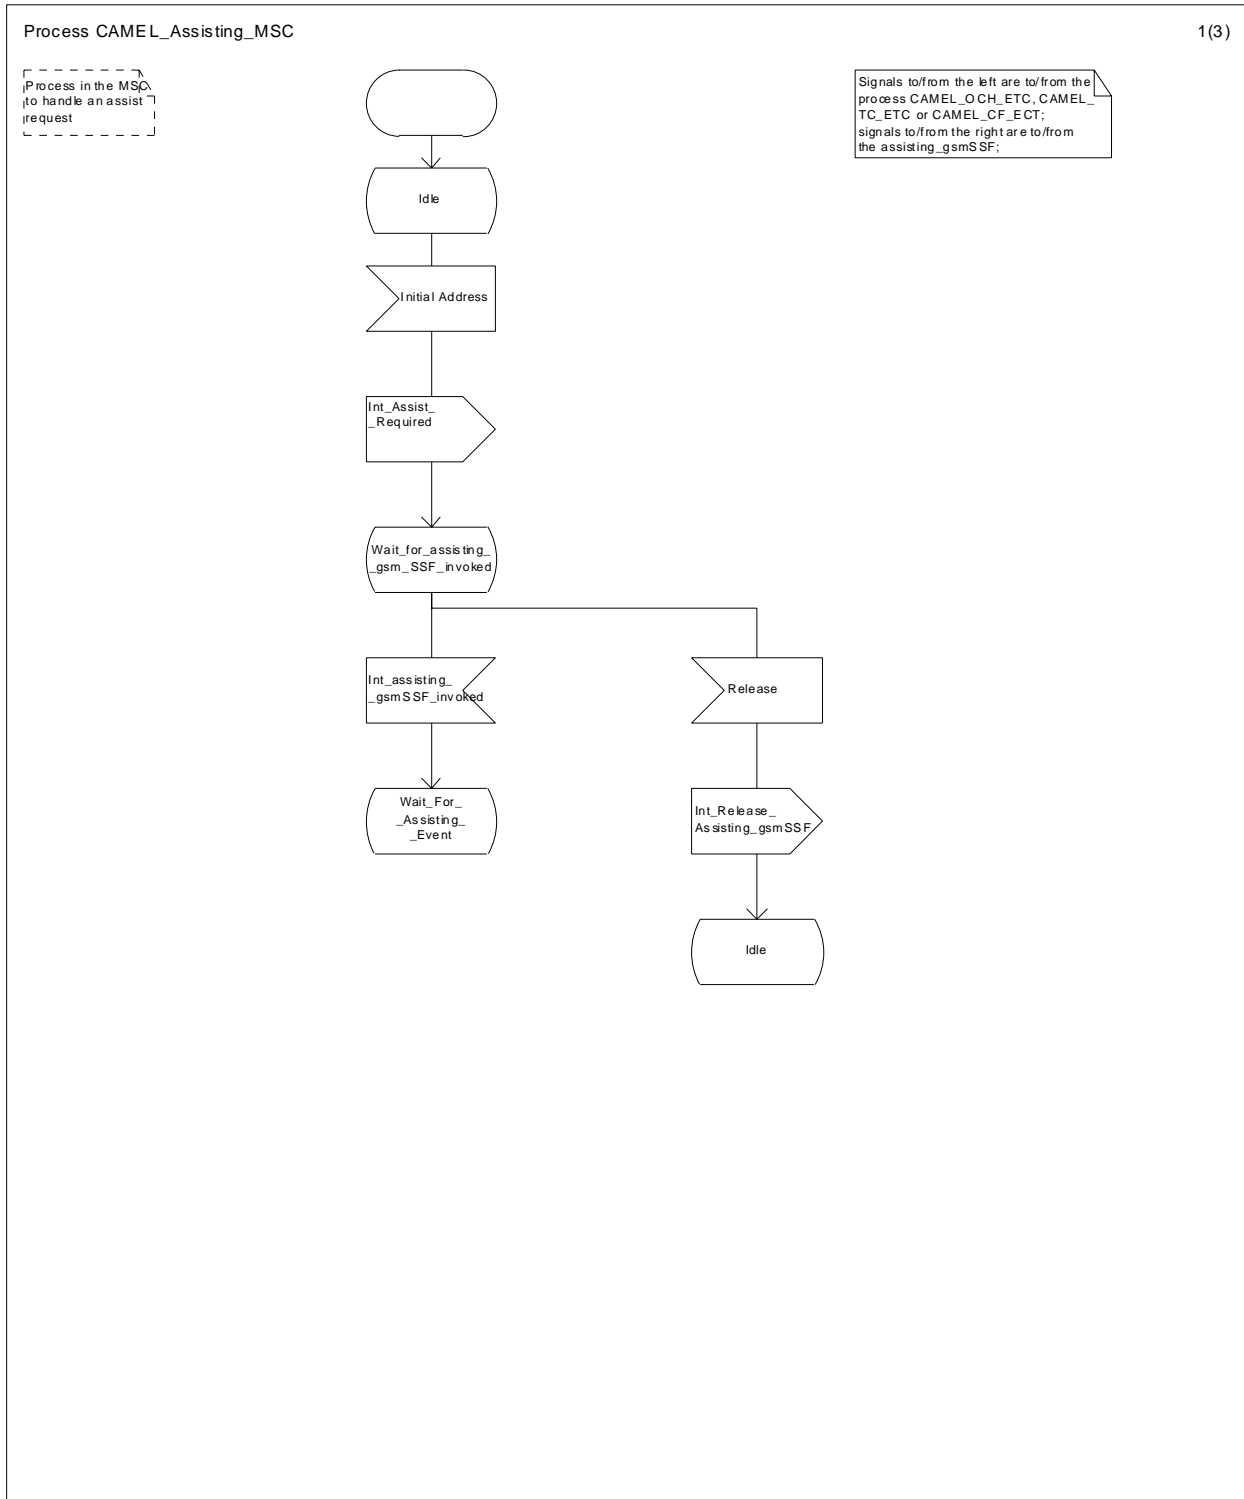 Process CAMEL_Assisting_MSC
1(3)
Process in the MSC
to handle an assist
request
Signals to/from the left are to/from the
process CAMEL_OCH_ETC, CAMEL_
TC_ETC or CAMEL_CF_ECT;
signals to/from the right are to/from
the assisting_gsmSSF;
Idle
Initial Address
Int_Assist_
_Required
Wait_for_assisting_
_gsm_SSF_invoked
Int_assisting_
_gsmSSF_invoked
Release
Wait_For_
_Assisting_
_Event
Int_Release_
Assisting_gsmSSF
Idle